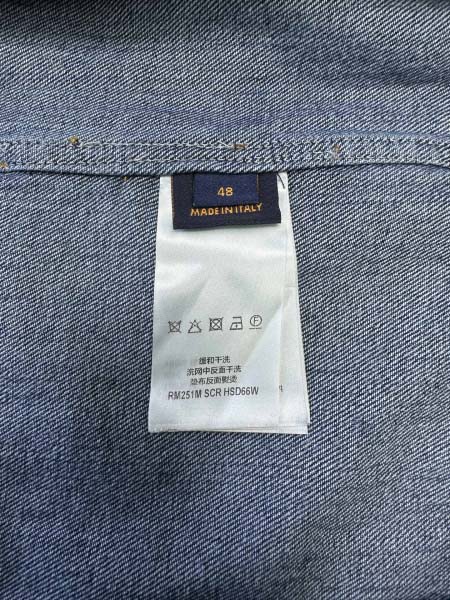 48
MADE IN ITALY
缓和干洗
洗网中反面干洗
垫布反面熨烫
RM251M SCR HSD66W